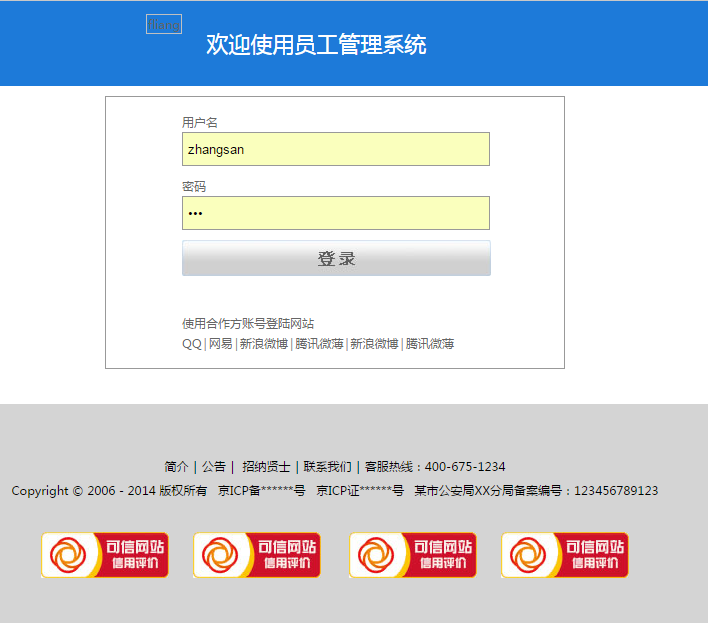 欢迎使用员工管理系统
用户名
zhangsan
密码
•••
登录
使用合作方账号登陆网站
QQ|网易|新浪微博|腾讯微薄|新浪微博|腾讯微薄
简介 | 公告 | 招纳贤士 | 联系我们 | 客服热线：400-675-1234
Copyright © 2006 - 2014 版权所有 京ICP备******号 京ICP证******号 某市公安局XX分局备案编号：123456789123
可信网站 可信网站 可信网站 可信网站
信用评价 信用评价 信用评价 信用评价